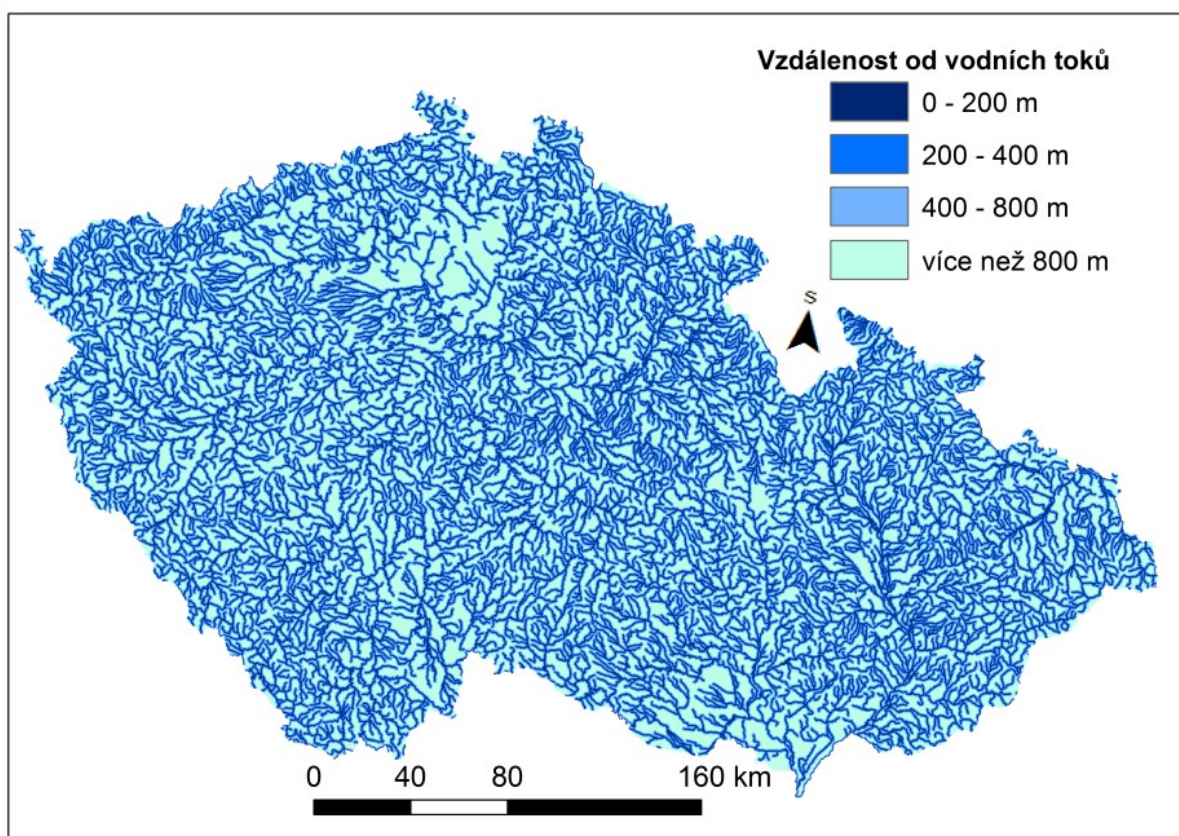 Vzdálenost od vodních toků
0 - 200 m
200 - 400 m
400 - 800 m
více než 800 m
S
0 40 80 160 km